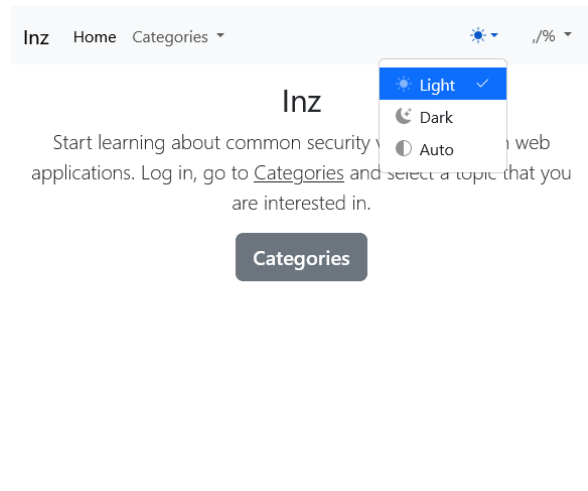 Inz Home Categories ,/%
Light
Dark
Auto
Inz
Start learning about common security v n web
applications. Log in, go to Categories and select a topic that you
are interested in.
Categories